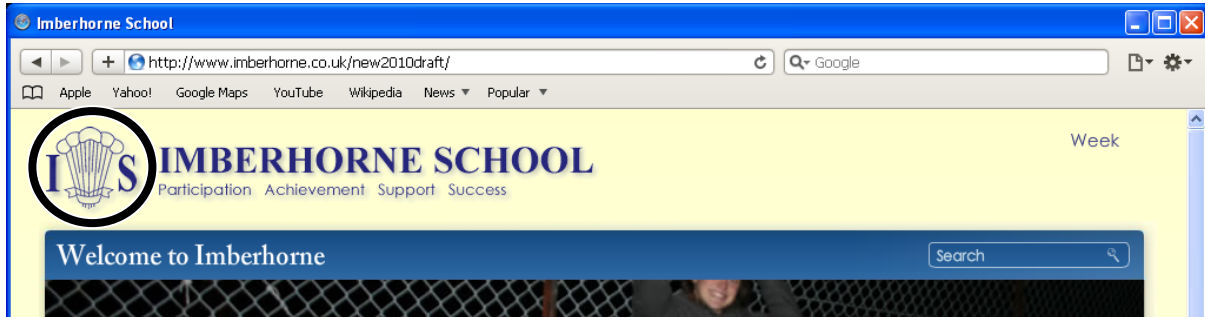 Imberhorne School
http://www.imberhorne.co.uk/new2010draft/ Google
Apple Yahoo! Google Maps YouTube Wikipedia News Popular
Week
I S IMBERHORNE SCHOOL
Participation Achievement Support Success
Welcome to Imberhorne Search